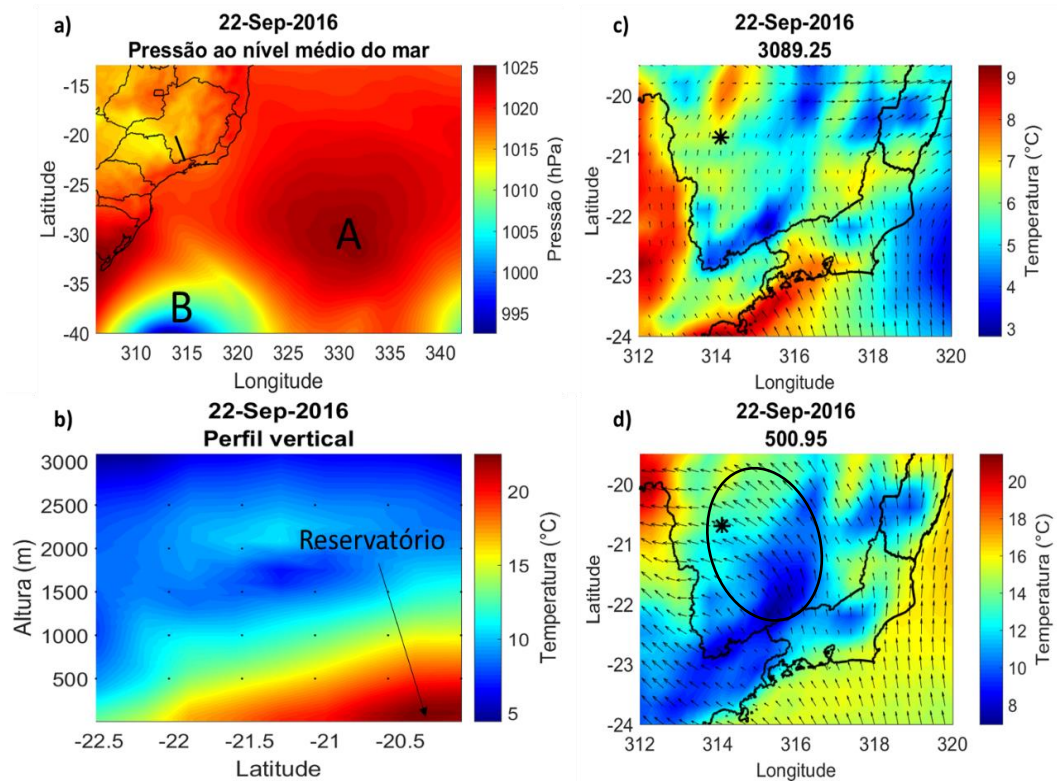 a)
22-Sep-2016
Pressão ao nível médio do mar
-15
-20
-25
-30
-35
-40
Latitude
310 315 320 325 330 335 340
Longitude
A
B
1025
1020
1015
1010
1005
1000
995
Pressão (hPa)
c)
22-Sep-2016
3089.25
-20
-21
-22
-23
-24
Latitude
312 313 314 315 316 317 318 319 320
Longitude
9
8
7
6
5
4
3
Temperatura (°C)
b)
22-Sep-2016
Perfil vertical
3000
2500
2000
1500
1000
500
Altura (m)
-22.5 -22 -21.5 -21 -20.5
Latitude
Reservatório
20
15
10
5
Temperatura (°C)
d)
22-Sep-2016
500.95
-20
-21
-22
-23
-24
Latitude
312 314 316 318 320
Longitude
20
18
16
14
12
10
8
Temperatura (°C)